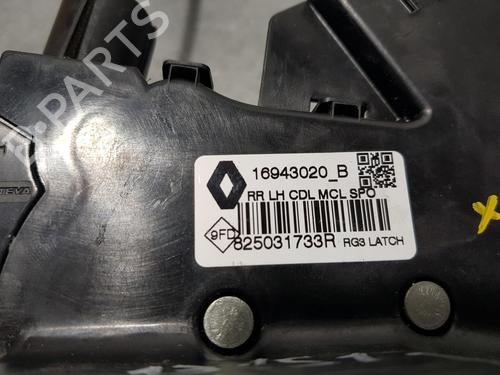 B-PARTS
16943020_B
RR LH CDL MCL SPO
9FD
825031733R RG3 LATCH